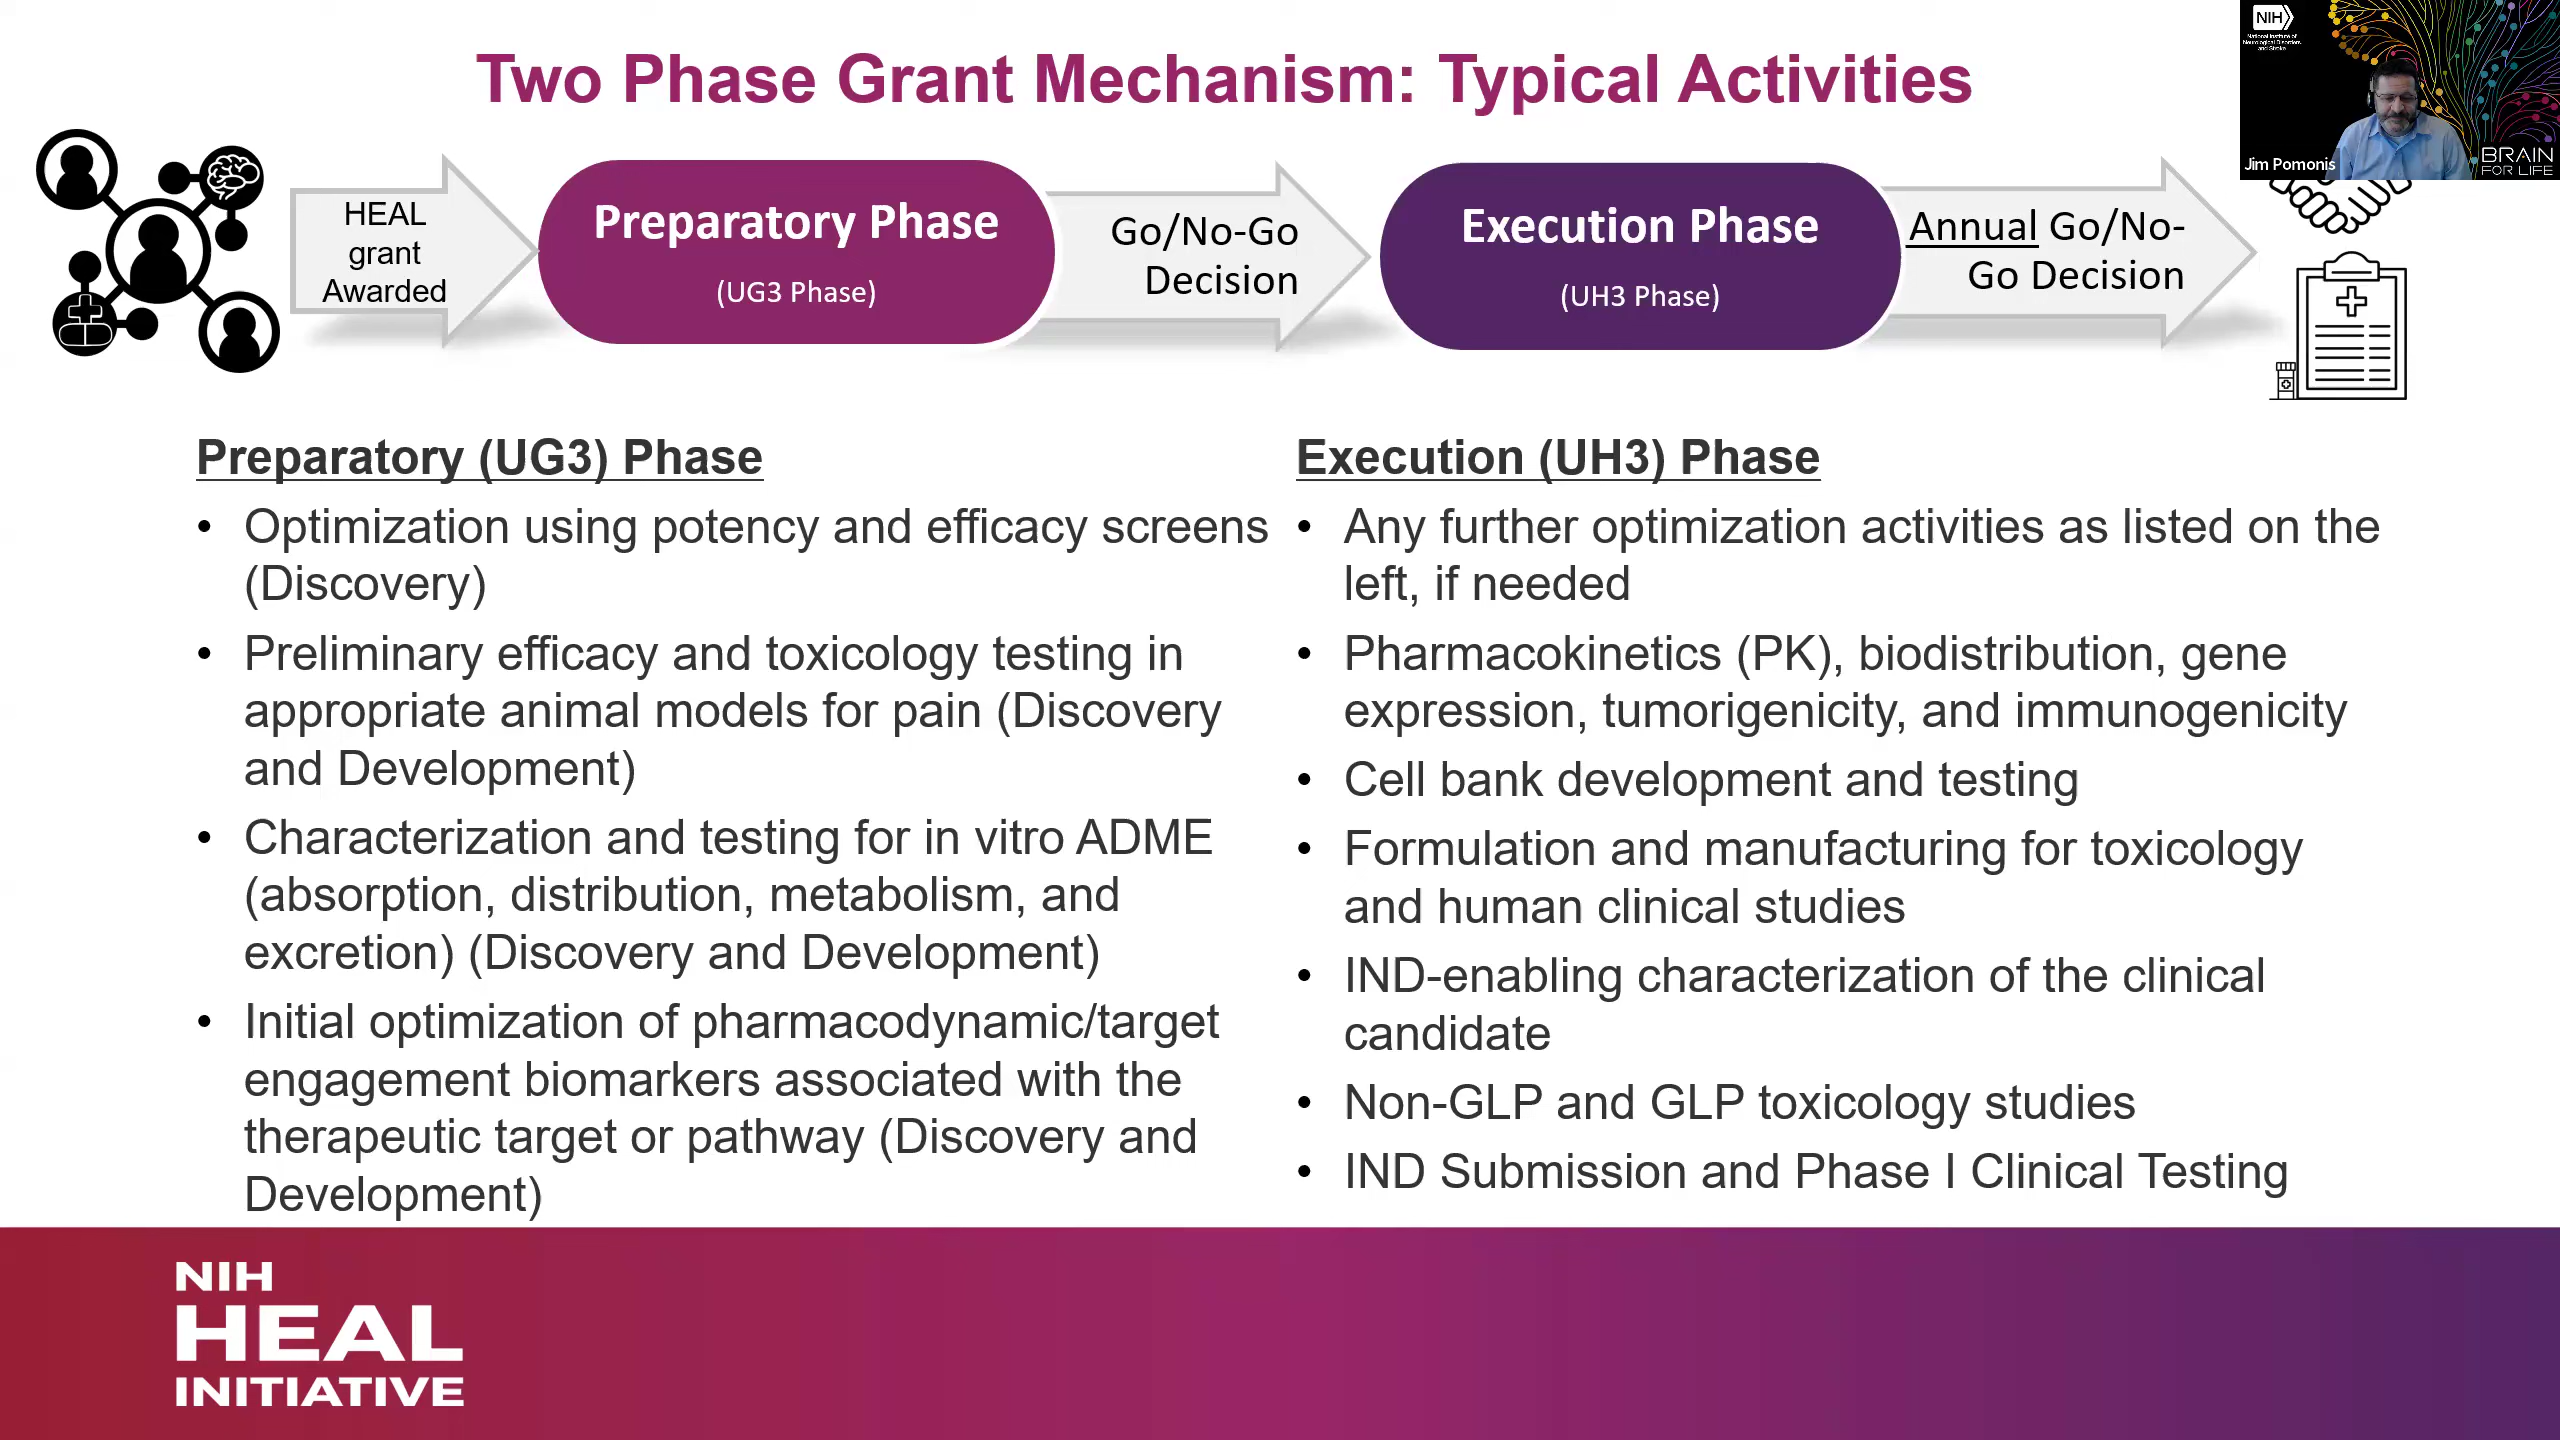 Two Phase Grant Mechanism: Typical Activities
NIH
National Institute of
Neurological Disorders
and Stroke
Jim Pomonis
BRAIN
FOR LIFE
HEAL
grant
Awarded
Preparatory Phase
(UG3 Phase)
Go/No-Go
Decision
Execution Phase
(UH3 Phase)
Annual Go/No-
Go Decision
Preparatory (UG3) Phase
• Optimization using potency and efficacy screens
(Discovery)
• Preliminary efficacy and toxicology testing in
appropriate animal models for pain (Discovery
and Development)
• Characterization and testing for in vitro ADME
(absorption, distribution, metabolism, and
excretion) (Discovery and Development)
• Initial optimization of pharmacodynamic/target
engagement biomarkers associated with the
therapeutic target or pathway (Discovery and
Development)
Execution (UH3) Phase
• Any further optimization activities as listed on the
left, if needed
• Pharmacokinetics (PK), biodistribution, gene
expression, tumorigenicity, and immunogenicity
• Cell bank development and testing
• Formulation and manufacturing for toxicology
and human clinical studies
• IND-enabling characterization of the clinical
candidate
• Non-GLP and GLP toxicology studies
• IND Submission and Phase I Clinical Testing
NIH
HEAL
INITIATIVE